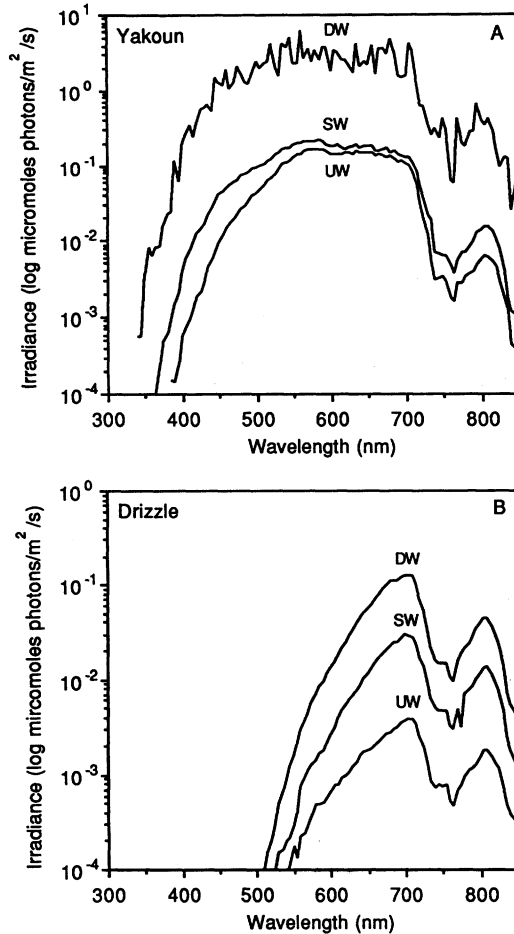 Yakoun
A
DW
SW
UW
Irradiance (log micromoles photons/m² /s)
10¹
10⁰
10⁻¹
10⁻²
10⁻³
10⁻⁴
300 400 500 600 700 800
Wavelength (nm)
Drizzle
B
DW
SW
UW
Irradiance (log mircomoles photons/m² /s)
10⁰
10⁻¹
10⁻²
10⁻³
10⁻⁴
300 400 500 600 700 800
Wavelength (nm)